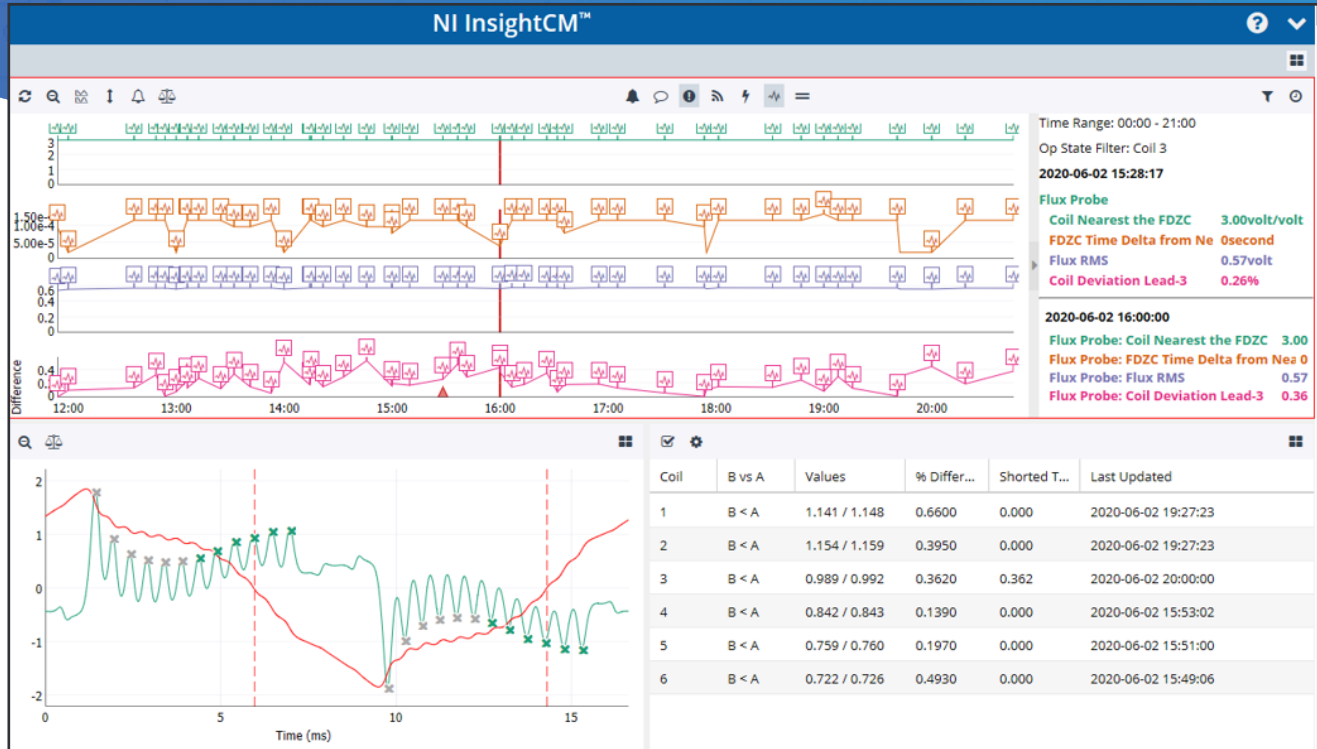 NI InsightCM™
Time Range: 00:00 - 21:00
Op State Filter: Coil 3
2020-06-02 15:28:17
Flux Probe
Coil Nearest the FDZC 3.00volt/volt
FDZC Time Delta from Ne 0second
Flux RMS 0.57volt
Coil Deviation Lead-3 0.26%
2020-06-02 16:00:00
Flux Probe: Coil Nearest the FDZC 3.00
Flux Probe: FDZC Time Delta from Nea 0
Flux Probe: Flux RMS 0.57
Flux Probe: Coil Deviation Lead-3 0.36
3
2
1
0
1.50e-
1.00e-4
5.00e-5
0
0.6
0.4
0.2
0
Difference
0.4
0.2
0
12:00 13:00 14:00 15:00 16:00 17:00 18:00 19:00 20:00
2
1
0
-1
-2
0 5 10 15
Time (ms)
Coil B vs A Values % Differ... Shorted T... Last Updated
1 B < A 1.141 / 1.148 0.6600 0.000 2020-06-02 19:27:23
2 B < A 1.154 / 1.159 0.3950 0.000 2020-06-02 19:27:23
3 B < A 0.989 / 0.992 0.3620 0.362 2020-06-02 20:00:00
4 B < A 0.842 / 0.843 0.1390 0.000 2020-06-02 15:53:02
5 B < A 0.759 / 0.760 0.1970 0.000 2020-06-02 15:51:00
6 B < A 0.722 / 0.726 0.4930 0.000 2020-06-02 15:49:06